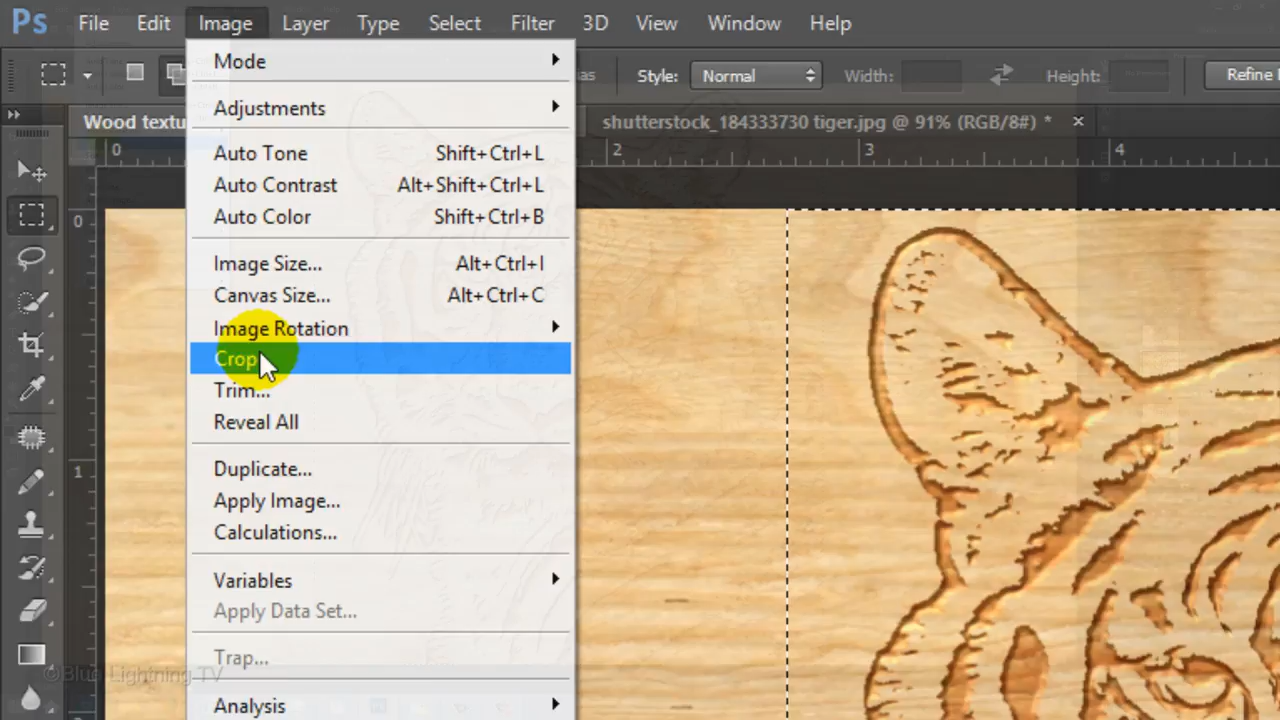 Ps File Edit Image Layer Type Select Filter 3D View Window Help
Style: Normal Width: Height: Refine
Wood textu shutterstock_184333730 tiger.jpg @ 91% (RGB/8#) * ×
0 2 3 4
0
1
Mode
Adjustments
Auto Tone Shift+Ctrl+L
Auto Contrast Alt+Shift+Ctrl+L
Auto Color Shift+Ctrl+B
Image Size... Alt+Ctrl+I
Canvas Size... Alt+Ctrl+C
Image Rotation
Crop
Trim...
Reveal All
Duplicate...
Apply Image...
Calculations...
Variables
Apply Data Set...
Trap...
Analysis
©Blue Lightning TV